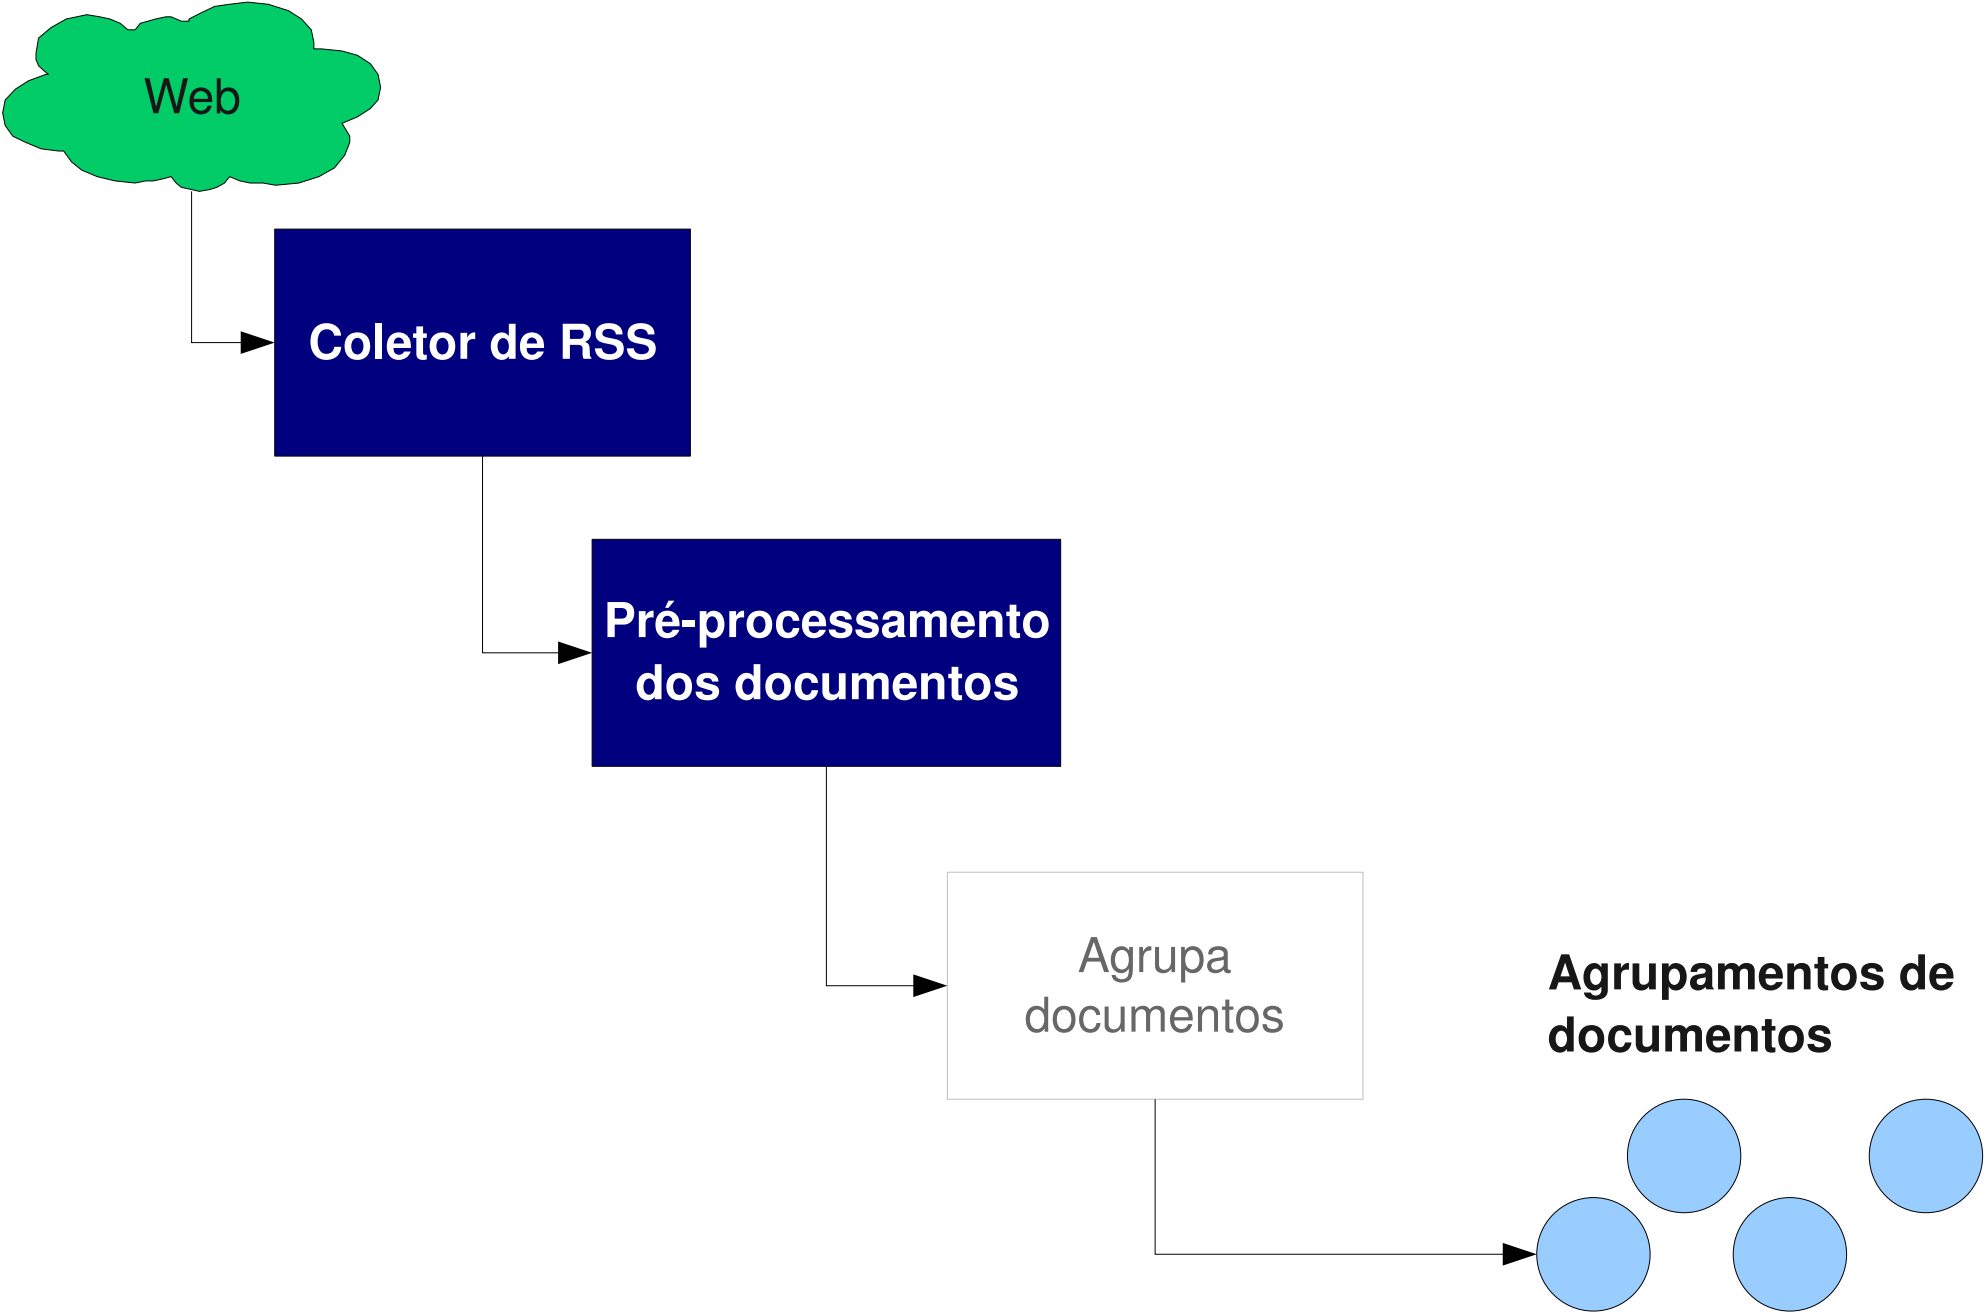 Web
Coletor de RSS
Pré-processamento
dos documentos
Agrupa
documentos
Agrupamentos de
documentos